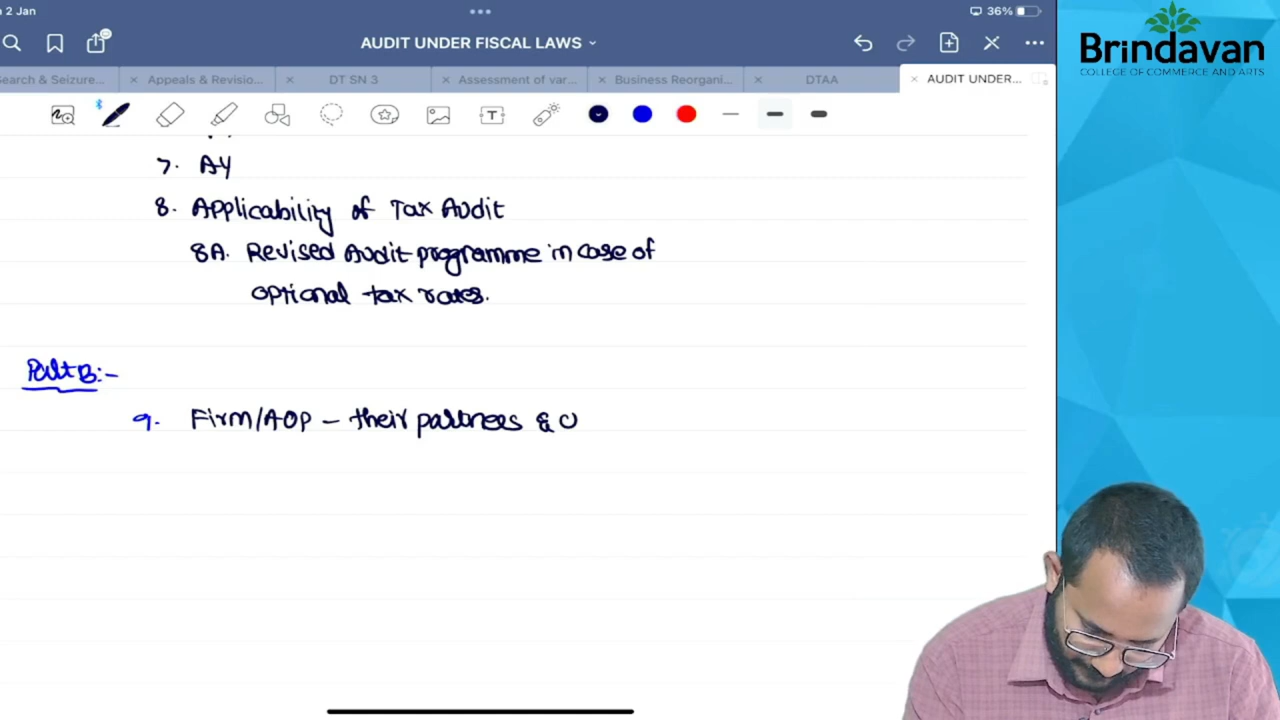 2 Jan
36%
AUDIT UNDER FISCAL LAWS
Brindavan
COLLEGE OF COMMERCE AND ARTS
earch & Seizure...
Appeals & Revisio...
DT SN 3
Assessment of var...
Business Reorgani...
DTAA
AUDIT UNDER...
7. AY
8. Applicability of Tax Audit
8A. Revised Audit programme in case of
optional tax rates.
Part B:-
9. Firm/AOP - their partners &